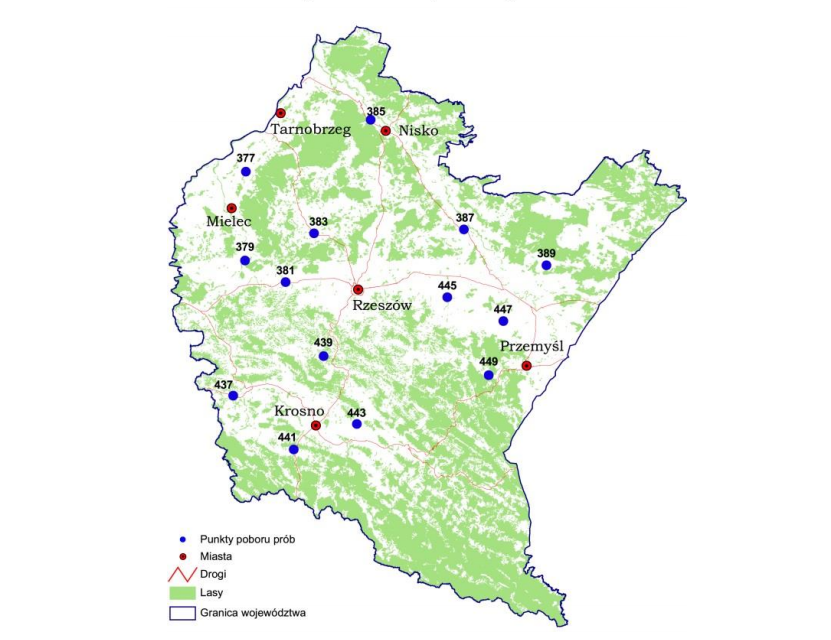 385
Tarnobrzeg
Nisko
377
Mielec
383
387
379
389
381
445
Rzeszów
447
439
Przemyśl
449
437
Krosno
443
441
Punkty poboru prób
Miasta
Drogi
Lasy
Granica województwa